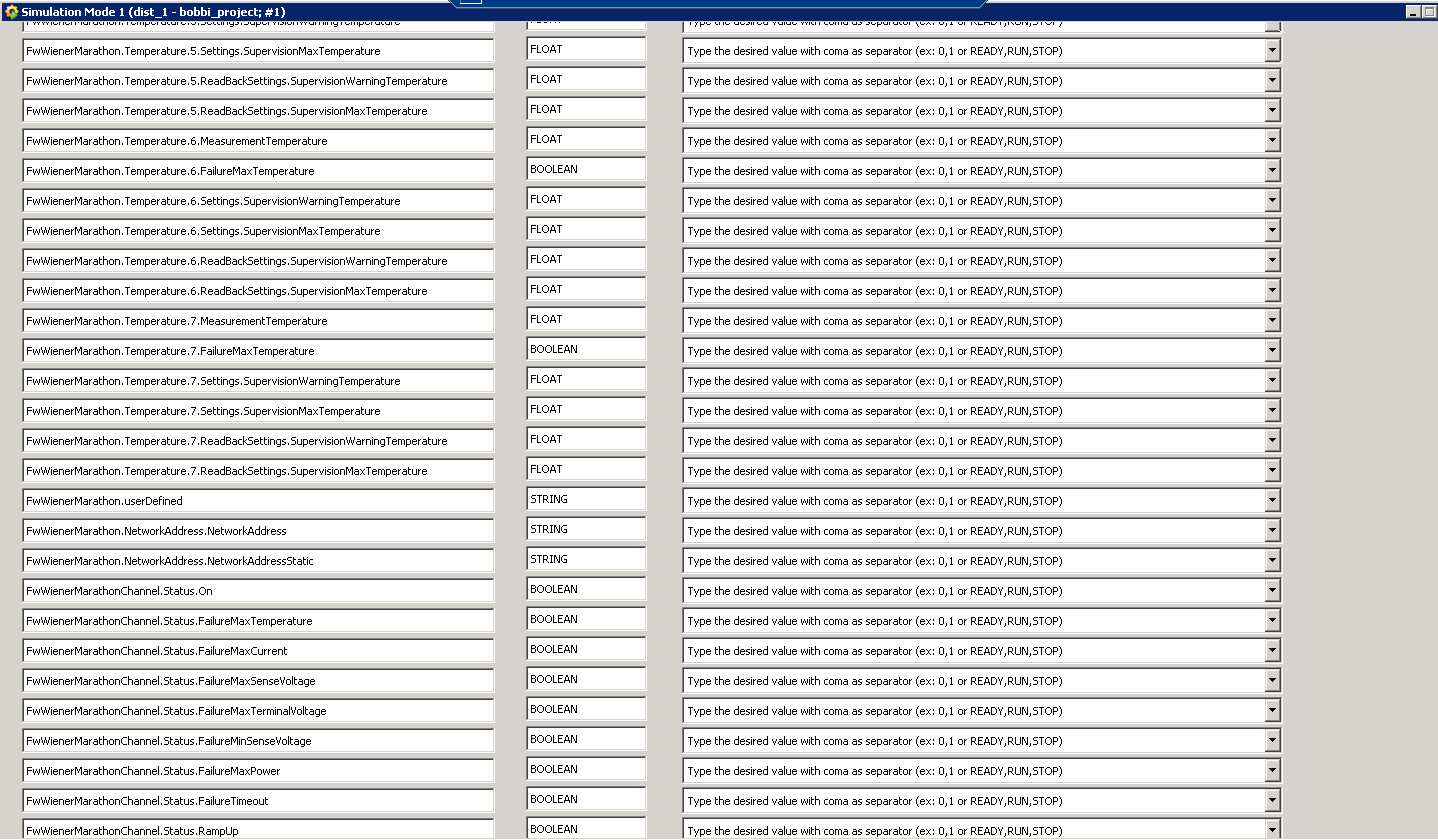 Simulation Mode 1 (dist_1 - bobbi_project; #1)
FwWienerMarathon.Temperature.5.Settings.SupervisionWarningTemperature FLOAT Type the desired value with coma as separator (ex: 0,1 or READY,RUN,STOP)
FwWienerMarathon.Temperature.5.Settings.SupervisionMaxTemperature FLOAT Type the desired value with coma as separator (ex: 0,1 or READY,RUN,STOP)
FwWienerMarathon.Temperature.5.ReadBackSettings.SupervisionWarningTemperature FLOAT Type the desired value with coma as separator (ex: 0,1 or READY,RUN,STOP)
FwWienerMarathon.Temperature.5.ReadBackSettings.SupervisionMaxTemperature FLOAT Type the desired value with coma as separator (ex: 0,1 or READY,RUN,STOP)
FwWienerMarathon.Temperature.6.MeasurementTemperature FLOAT Type the desired value with coma as separator (ex: 0,1 or READY,RUN,STOP)
FwWienerMarathon.Temperature.6.FailureMaxTemperature BOOLEAN Type the desired value with coma as separator (ex: 0,1 or READY,RUN,STOP)
FwWienerMarathon.Temperature.6.Settings.SupervisionWarningTemperature FLOAT Type the desired value with coma as separator (ex: 0,1 or READY,RUN,STOP)
FwWienerMarathon.Temperature.6.Settings.SupervisionMaxTemperature FLOAT Type the desired value with coma as separator (ex: 0,1 or READY,RUN,STOP)
FwWienerMarathon.Temperature.6.ReadBackSettings.SupervisionWarningTemperature FLOAT Type the desired value with coma as separator (ex: 0,1 or READY,RUN,STOP)
FwWienerMarathon.Temperature.6.ReadBackSettings.SupervisionMaxTemperature FLOAT Type the desired value with coma as separator (ex: 0,1 or READY,RUN,STOP)
FwWienerMarathon.Temperature.7.MeasurementTemperature FLOAT Type the desired value with coma as separator (ex: 0,1 or READY,RUN,STOP)
FwWienerMarathon.Temperature.7.FailureMaxTemperature BOOLEAN Type the desired value with coma as separator (ex: 0,1 or READY,RUN,STOP)
FwWienerMarathon.Temperature.7.Settings.SupervisionWarningTemperature FLOAT Type the desired value with coma as separator (ex: 0,1 or READY,RUN,STOP)
FwWienerMarathon.Temperature.7.Settings.SupervisionMaxTemperature FLOAT Type the desired value with coma as separator (ex: 0,1 or READY,RUN,STOP)
FwWienerMarathon.Temperature.7.ReadBackSettings.SupervisionWarningTemperature FLOAT Type the desired value with coma as separator (ex: 0,1 or READY,RUN,STOP)
FwWienerMarathon.Temperature.7.ReadBackSettings.SupervisionMaxTemperature FLOAT Type the desired value with coma as separator (ex: 0,1 or READY,RUN,STOP)
FwWienerMarathon.userDefined STRING Type the desired value with coma as separator (ex: 0,1 or READY,RUN,STOP)
FwWienerMarathon.NetworkAddress.NetworkAddress STRING Type the desired value with coma as separator (ex: 0,1 or READY,RUN,STOP)
FwWienerMarathon.NetworkAddress.NetworkAddressStatic STRING Type the desired value with coma as separator (ex: 0,1 or READY,RUN,STOP)
FwWienerMarathonChannel.Status.On BOOLEAN Type the desired value with coma as separator (ex: 0,1 or READY,RUN,STOP)
FwWienerMarathonChannel.Status.FailureMaxTemperature BOOLEAN Type the desired value with coma as separator (ex: 0,1 or READY,RUN,STOP)
FwWienerMarathonChannel.Status.FailureMaxCurrent BOOLEAN Type the desired value with coma as separator (ex: 0,1 or READY,RUN,STOP)
FwWienerMarathonChannel.Status.FailureMaxSenseVoltage BOOLEAN Type the desired value with coma as separator (ex: 0,1 or READY,RUN,STOP)
FwWienerMarathonChannel.Status.FailureMaxTerminalVoltage BOOLEAN Type the desired value with coma as separator (ex: 0,1 or READY,RUN,STOP)
FwWienerMarathonChannel.Status.FailureMinSenseVoltage BOOLEAN Type the desired value with coma as separator (ex: 0,1 or READY,RUN,STOP)
FwWienerMarathonChannel.Status.FailureMaxPower BOOLEAN Type the desired value with coma as separator (ex: 0,1 or READY,RUN,STOP)
FwWienerMarathonChannel.Status.FailureTimeout BOOLEAN Type the desired value with coma as separator (ex: 0,1 or READY,RUN,STOP)
FwWienerMarathonChannel.Status.RampUp BOOLEAN Type the desired value with coma as separator (ex: 0,1 or READY,RUN,STOP)